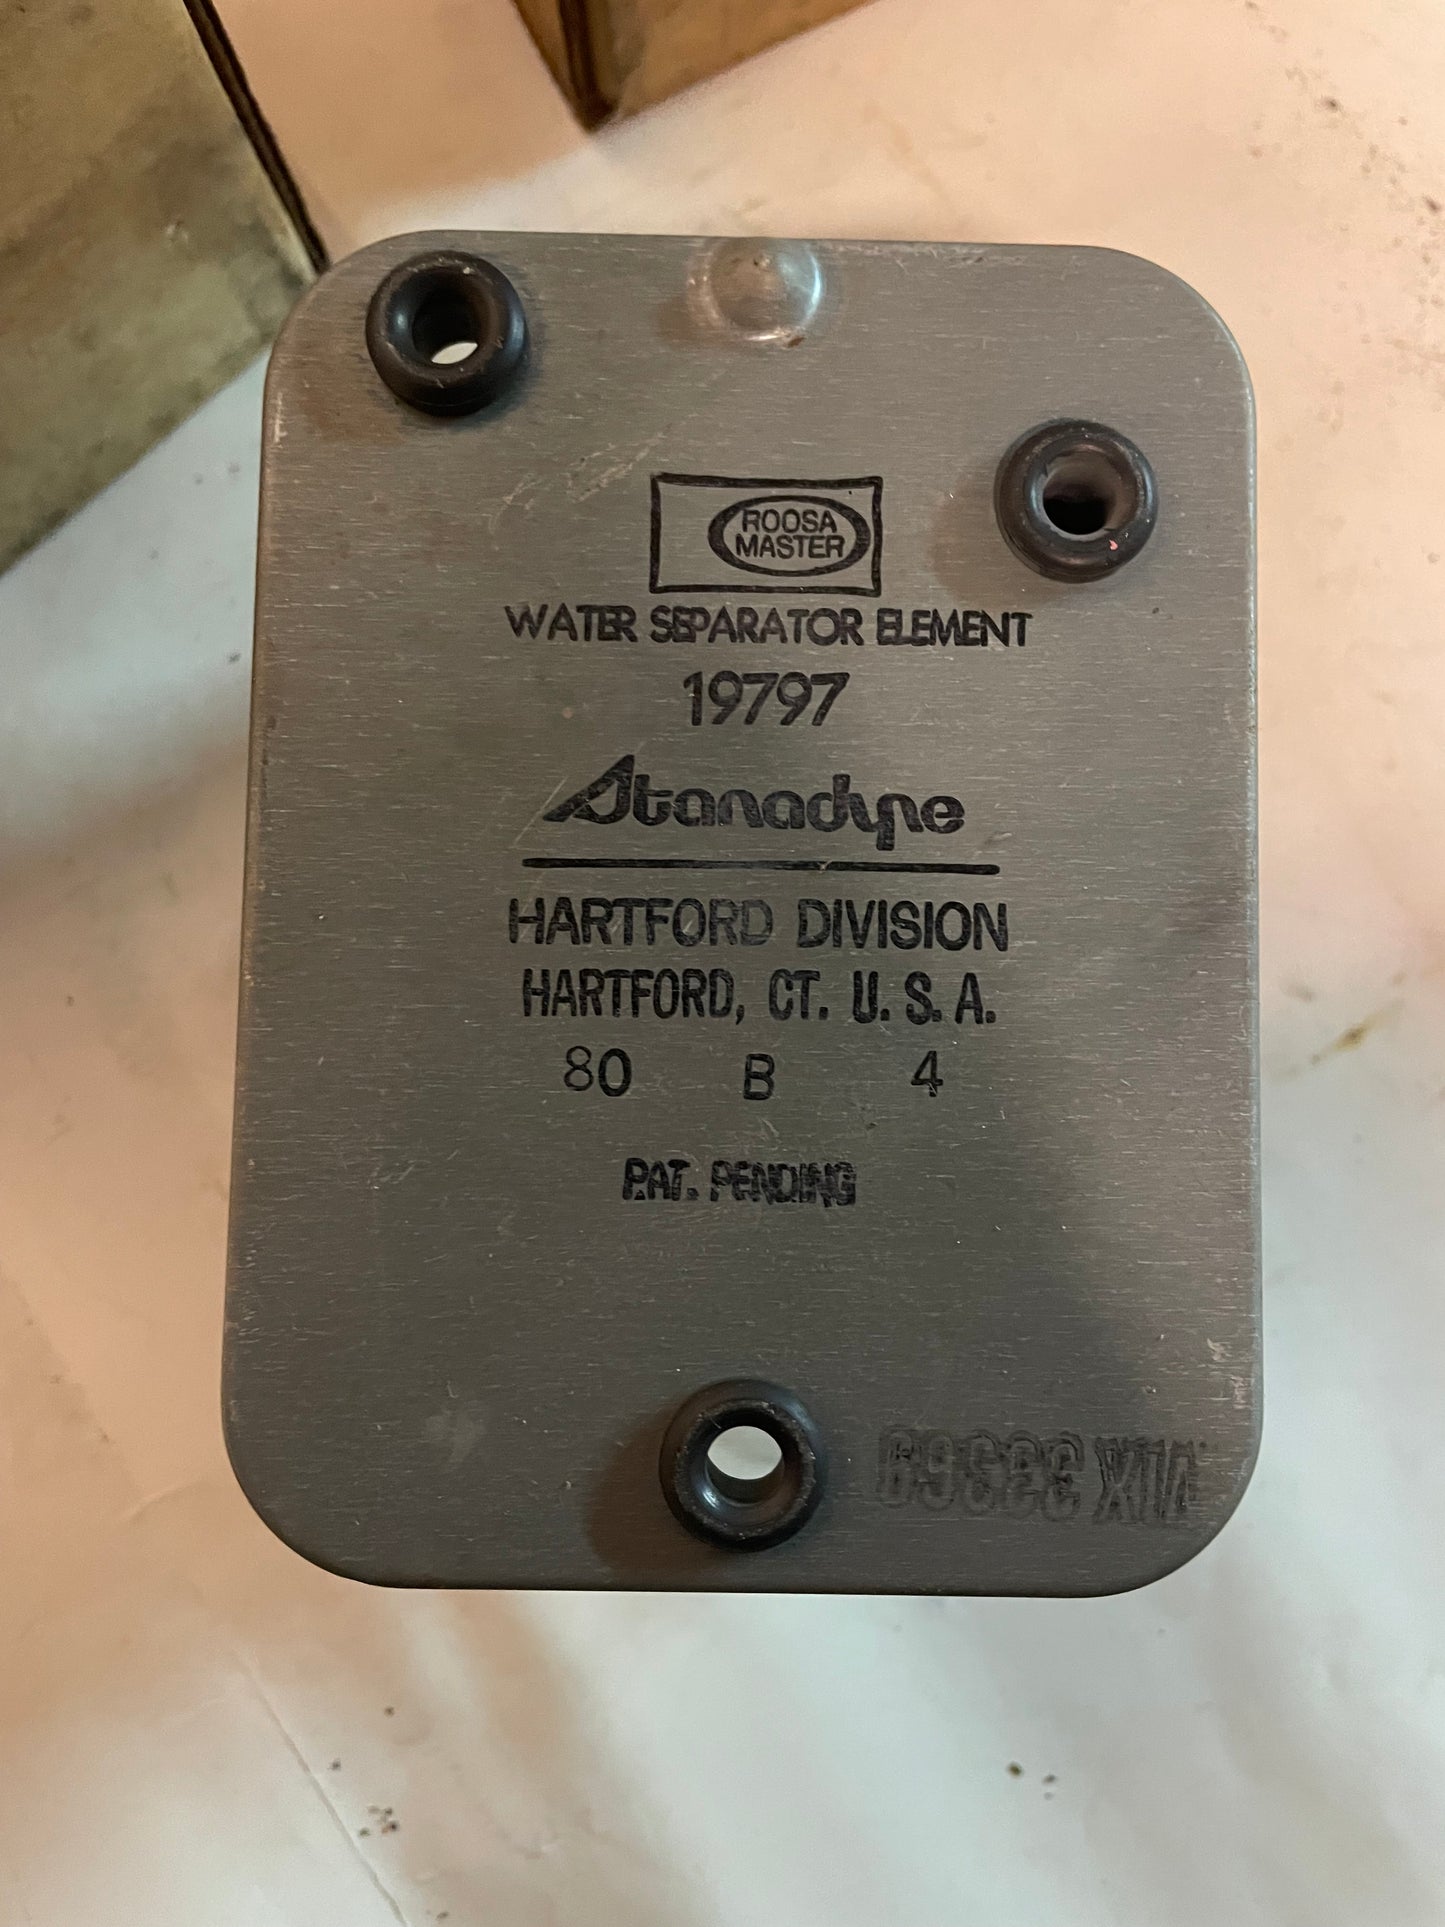 ROOSA
MASTER
WATER SEPARATOR ELEMENT
19797
Stanadyne
HARTFORD DIVISION
HARTFORD, CT. U. S. A.
80 B 4
PAT. PENDING